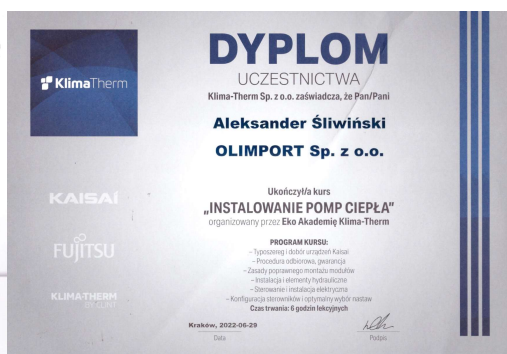 KlimaTherm
DYPLOM
UCZESTNICTWA
Klima-Therm Sp. z o.o. zaświadcza, że Pan/Pani
Aleksander Śliwiński
OLIMPORT Sp. z o.o.
Ukończył/a kurs
„INSTALOWANIE POMP CIEPŁA”
organizowany przez Eko Akademię Klima-Therm
PROGRAM KURSU:
– Typoszereg i dobór urządzeń Kaisai
– Procedura odbiorowa, gwarancja
– Zasady poprawnego montażu modułów
– Instalacja i elementy hydrauliczne
– Sterowanie i instalacja elektryczna
– Konfiguracja sterowników i optymalny wybór nastaw
Czas trwania: 6 godzin lekcyjnych
KAISAI
FUJITSU
KLIMA-THERM
BY CLINT
Kraków, 2022-06-29
Data
Podpis